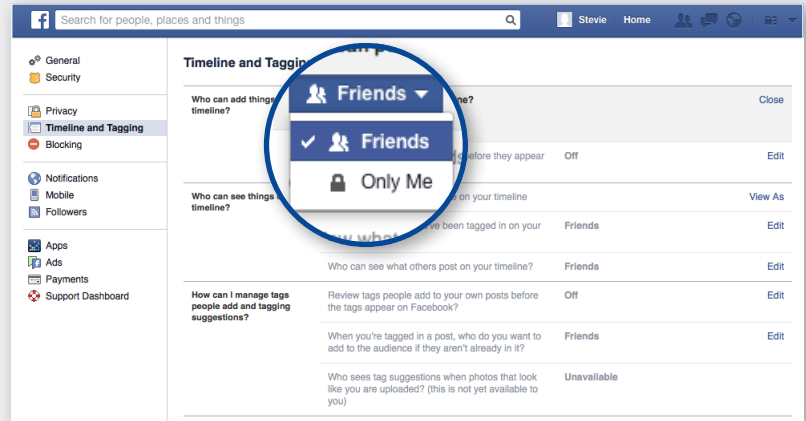 f
Search for people, places and things
Stevie
Home
General
Security
Privacy
Timeline and Tagging
Blocking
Notifications
Mobile
Followers
Apps
Ads
Payments
Support Dashboard
Timeline and Tagging
Who can add things
timeline?
ne?
Close
Friends
Friends
Only Me
before they appear
Off
Edit
Who can see things
timeline?
e on your timeline
View As
've been tagged in on your
Friends
Edit
Who can see what others post on your timeline?
Friends
Edit
How can I manage tags
people add and tagging
suggestions?
Review tags people add to your own posts before
the tags appear on Facebook?
Off
Edit
When you're tagged in a post, who do you want to
add to the audience if they aren't already in it?
Friends
Edit
Who sees tag suggestions when photos that look
like you are uploaded? (this is not yet available to
you)
Unavailable